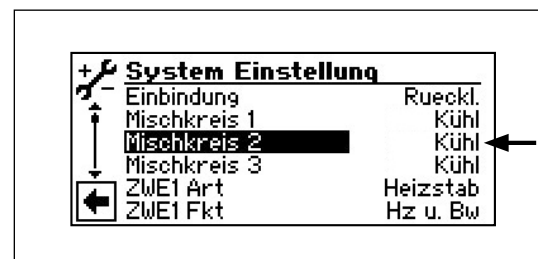 System Einstellung
Einbindung Rueckl.
Mischkreis 1 Kühl
Mischkreis 2 Kühl
Mischkreis 3 Kühl
ZWE1 Art Heizstab
ZWE1 Fkt Hz u. Bw